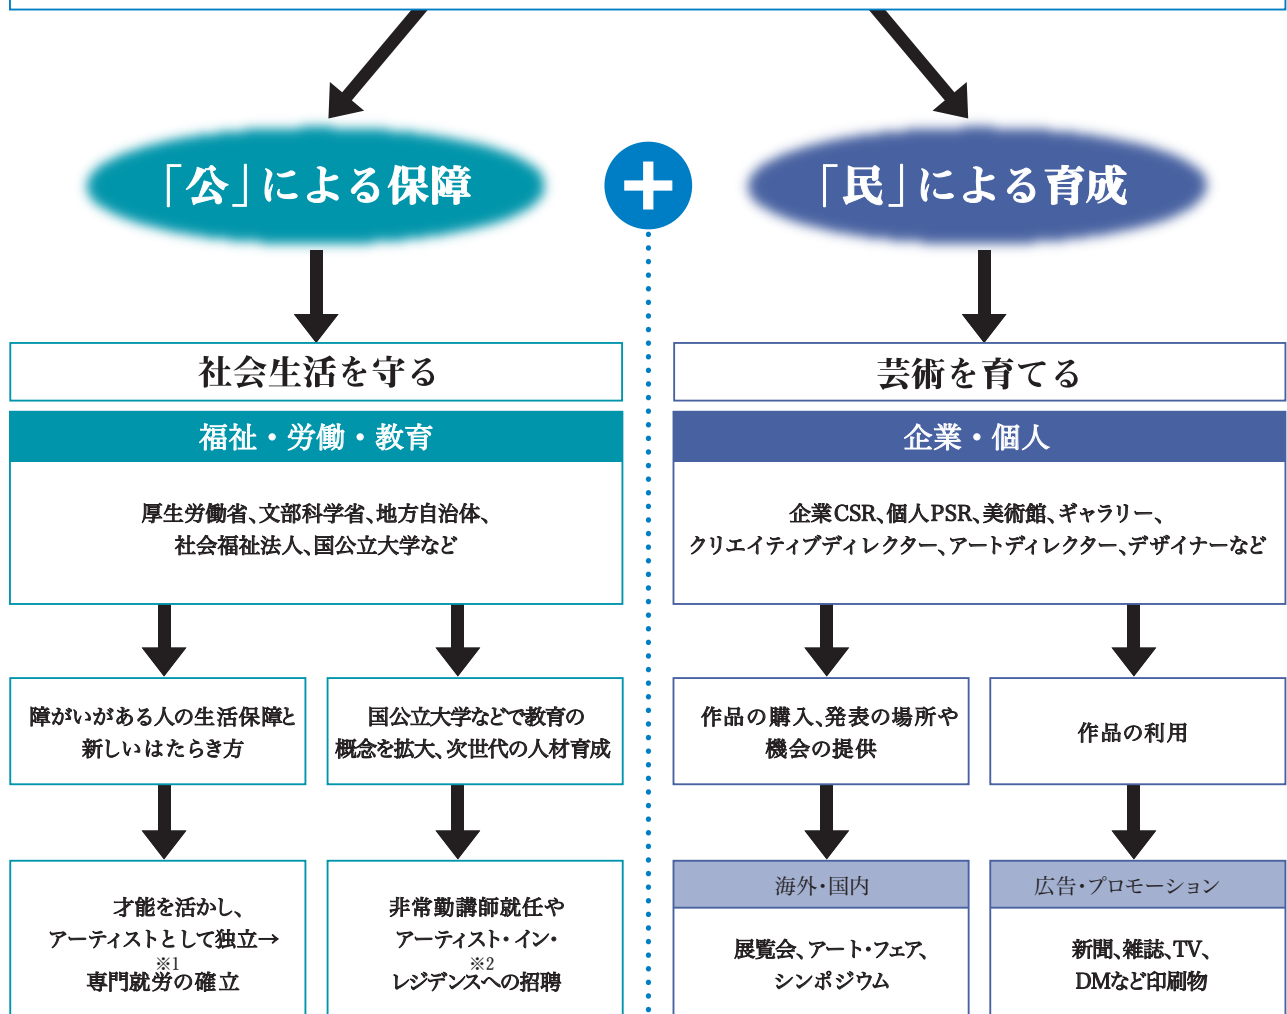 「公」による保障
「民」による育成
社会生活を守る
福祉・労働・教育
厚生労働省、文部科学省、地方自治体、
社会福祉法人、国公立大学など
障がいがある人の生活保障と
新しいはたらき方
国公立大学などで教育の
概念を拡大、次世代の人材育成
才能を活かし、
アーティストとして独立→
※1
専門就労の確立
非常勤講師就任や
アーティスト・イン・
※2
レジデンスへの招聘
芸術を育てる
企業・個人
企業CSR、個人PSR、美術館、ギャラリー、
クリエイティブディレクター、アートディレクター、デザイナーなど
作品の購入、発表の場所や
機会の提供
作品の利用
海外・国内
展覧会、アート・フェア、
シンポジウム
広告・プロモーション
新聞、雑誌、TV、
DMなど印刷物